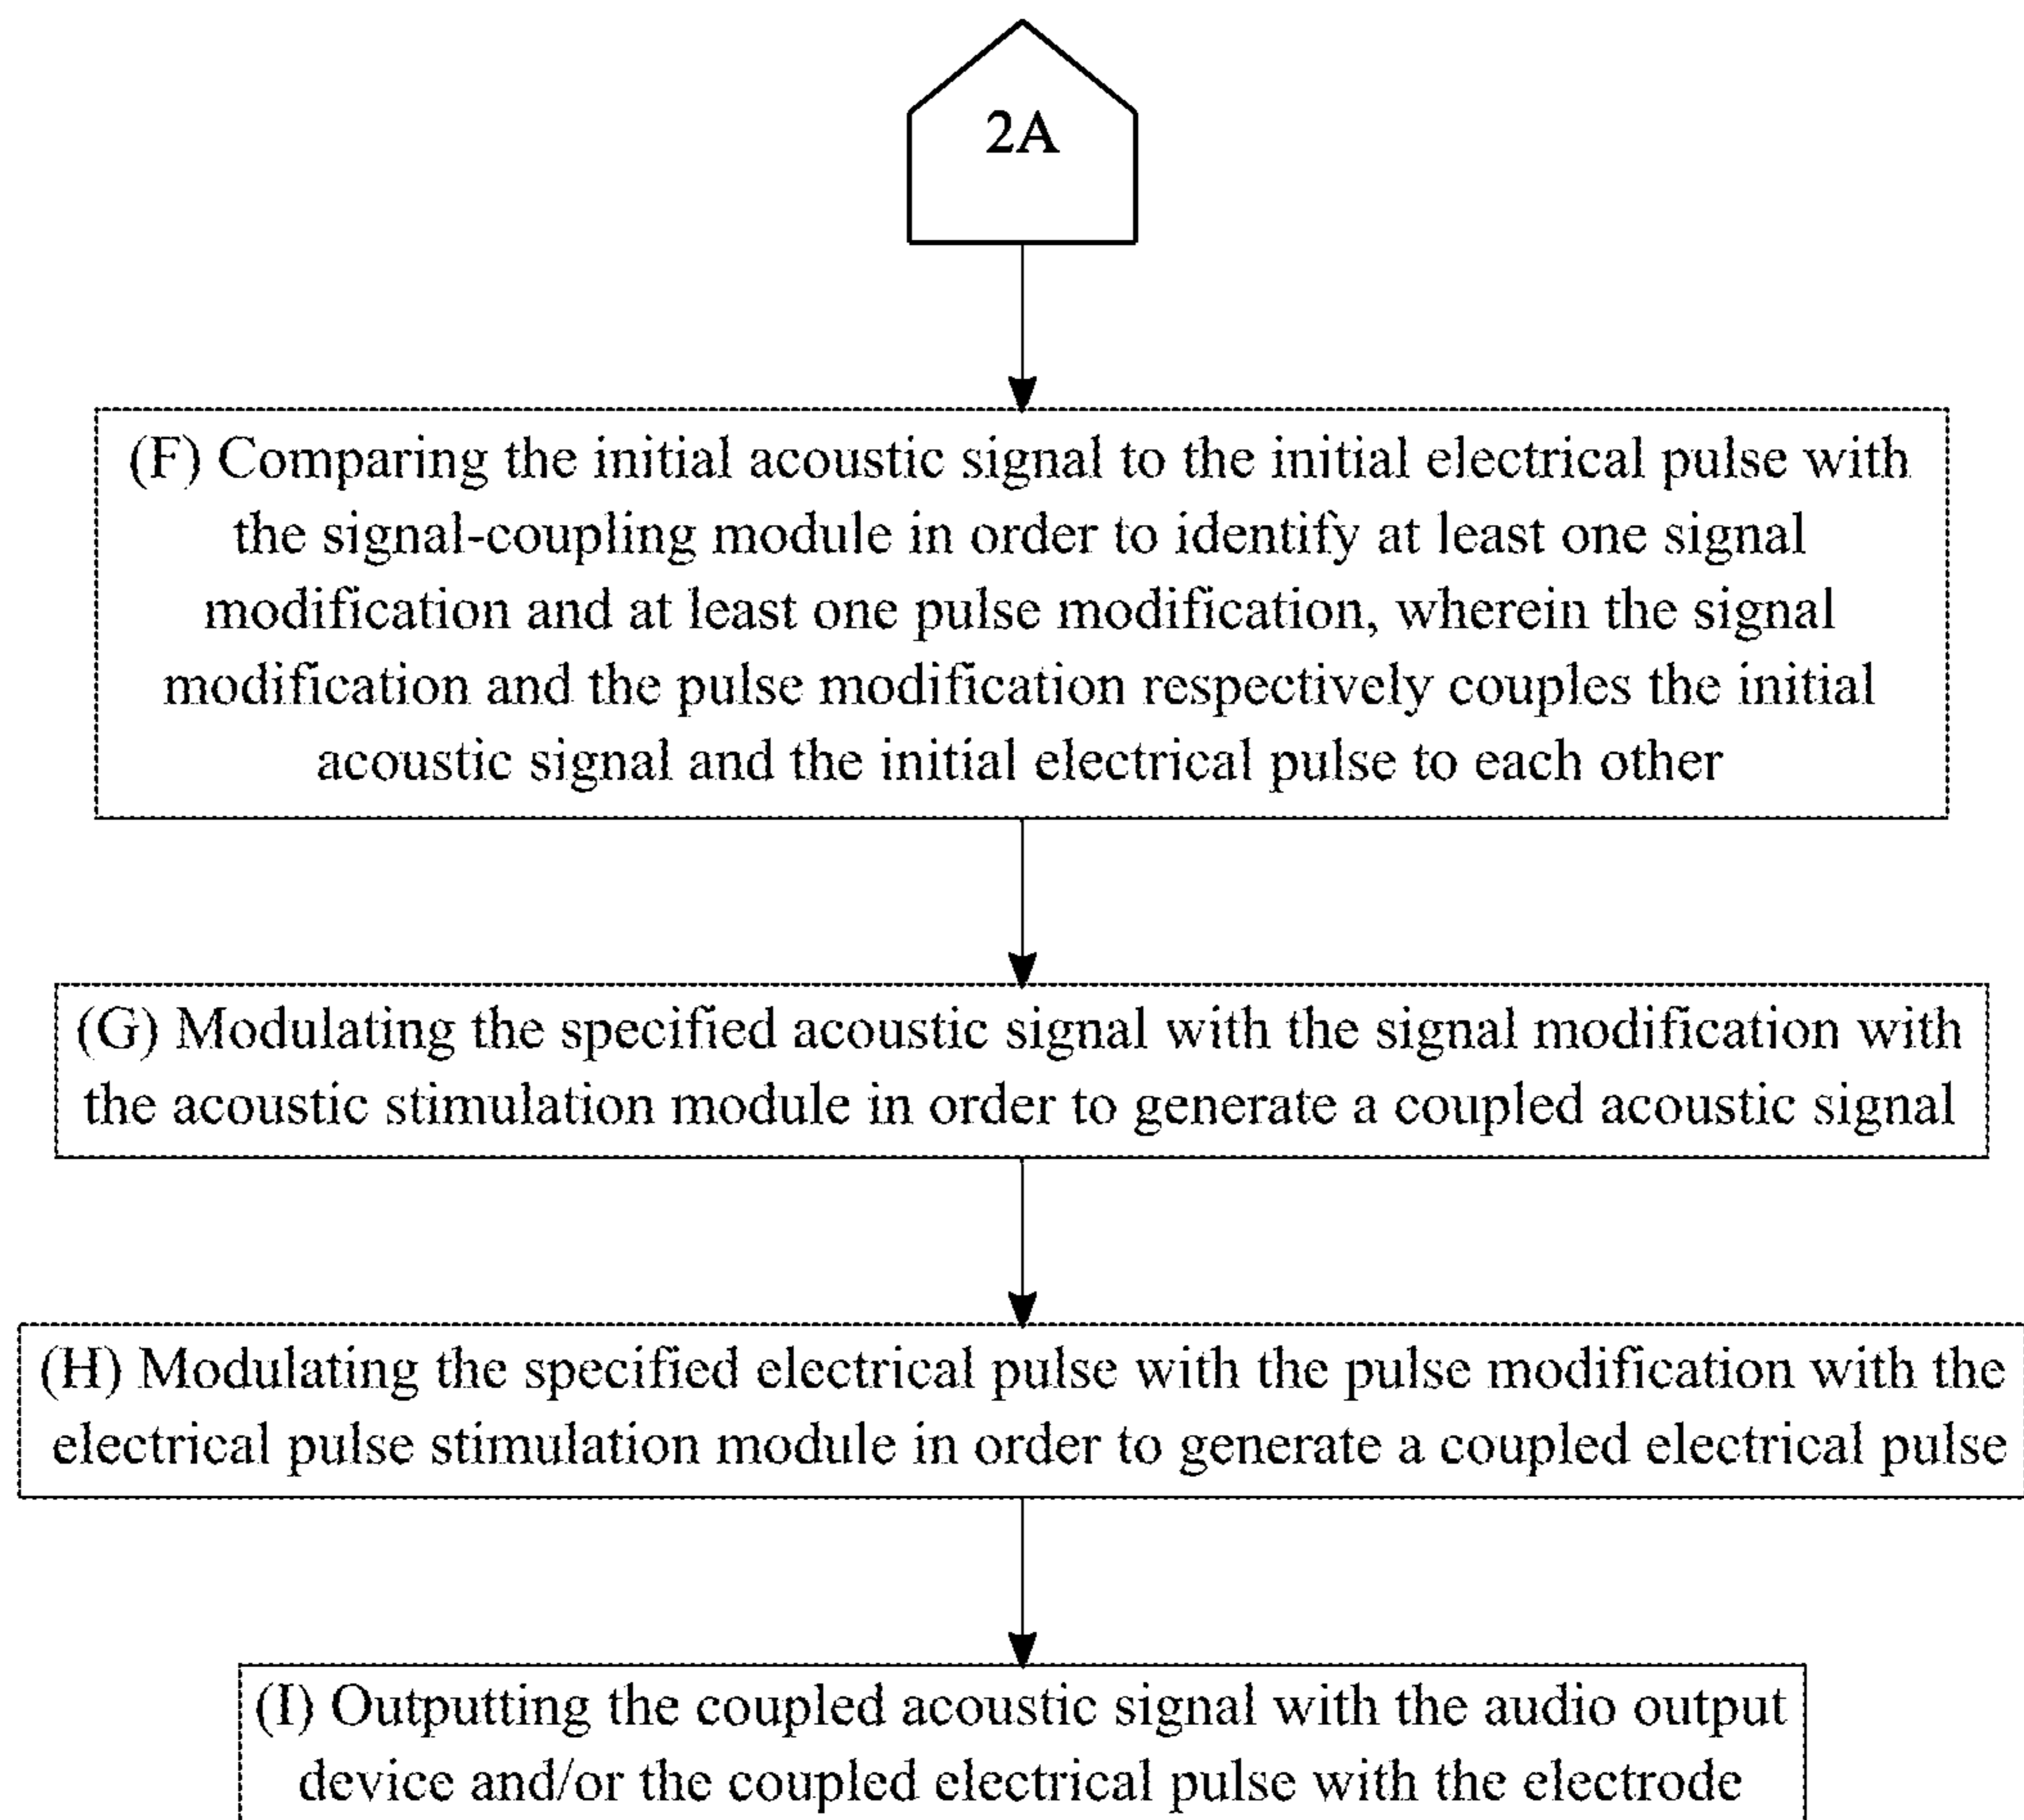 2A
(F) Comparing the initial acoustic signal to the initial electrical pulse with
the signal-coupling module in order to identify at least one signal
modification and at least one pulse modification, wherein the signal
modification and the pulse modification respectively couples the initial
acoustic signal and the initial electrical pulse to each other
(G) Modulating the specified acoustic signal with the signal modification with
the acoustic stimulation module in order to generate a coupled acoustic signal
(H) Modulating the specified electrical pulse with the pulse modification with the
electrical pulse stimulation module in order to generate a coupled electrical pulse
(I) Outputting the coupled acoustic signal with the audio output
device and/or the coupled electrical pulse with the electrode